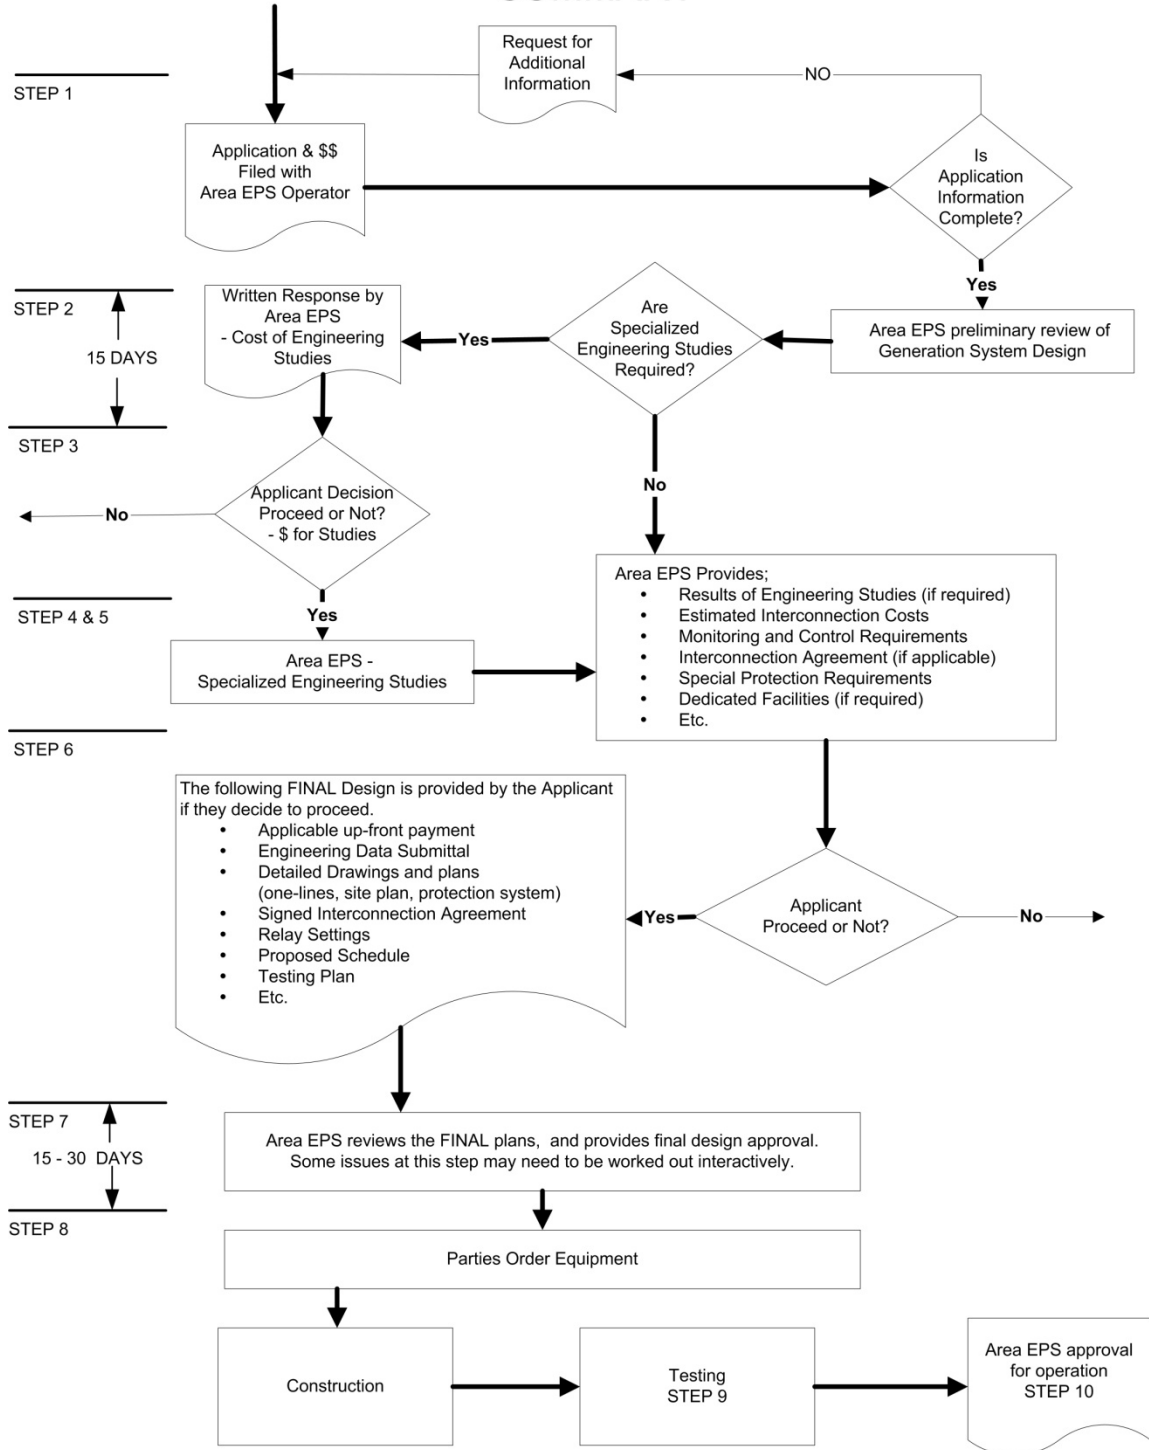 Request for
Additional
Information
NO
STEP 1
Application & $$
Filed with
Area EPS Operator
Is
Application
Information
Complete?
Yes
STEP 2
15 DAYS
Written Response by
Area EPS
- Cost of Engineering
Studies
Yes
Are
Specialized
Engineering Studies
Required?
Area EPS preliminary review of
Generation System Design
STEP 3
No
Applicant Decision
Proceed or Not?
- $ for Studies
No
Yes
STEP 4 & 5
Area EPS -
Specialized Engineering Studies
Area EPS Provides;
• Results of Engineering Studies (if required)
• Estimated Interconnection Costs
• Monitoring and Control Requirements
• Interconnection Agreement (if applicable)
• Special Protection Requirements
• Dedicated Facilities (if required)
• Etc.
STEP 6
The following FINAL Design is provided by the Applicant
if they decide to proceed.
• Applicable up-front payment
• Engineering Data Submittal
• Detailed Drawings and plans
(one-lines, site plan, protection system)
• Signed Interconnection Agreement
• Relay Settings
• Proposed Schedule
• Testing Plan
• Etc.
Yes
Applicant
Proceed or Not?
No
STEP 7
15 - 30 DAYS
Area EPS reviews the FINAL plans, and provides final design approval.
Some issues at this step may need to be worked out interactively.
STEP 8
Parties Order Equipment
Construction
Testing
STEP 9
Area EPS approval
for operation
STEP 10